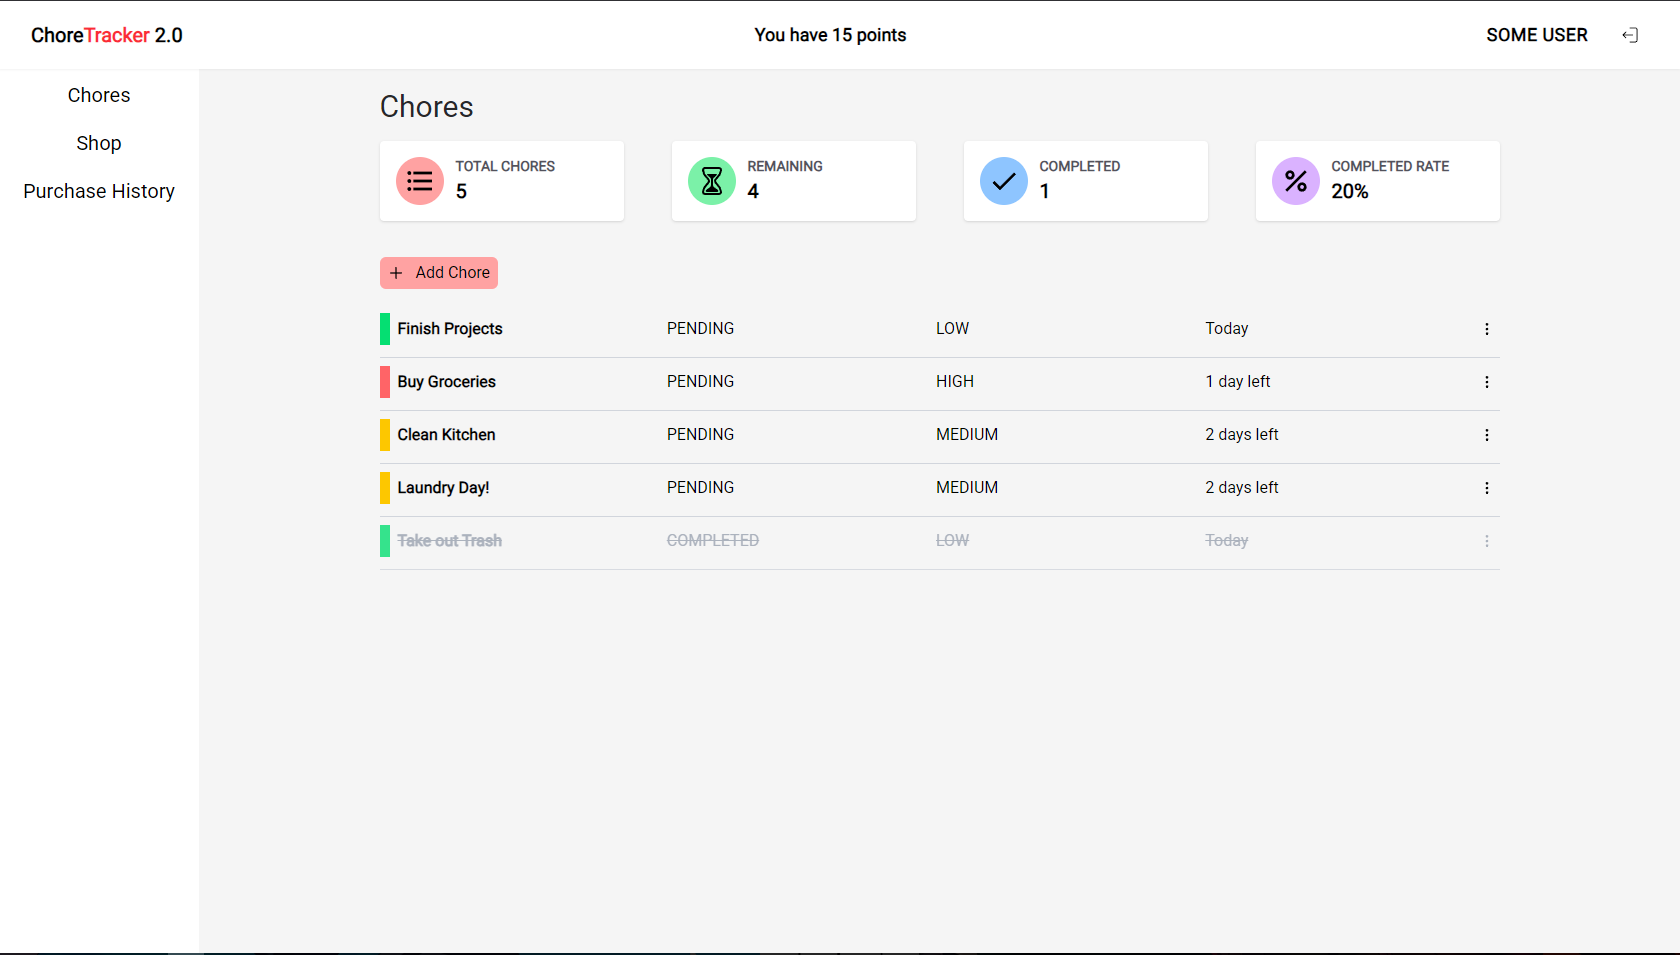 ChoreTracker 2.0
You have 15 points
SOME USER
Chores
Shop
Purchase History
Chores
TOTAL CHORES
5
REMAINING
4
COMPLETED
1
COMPLETED RATE
20%
+ Add Chore
Finish Projects PENDING LOW Today
Buy Groceries PENDING HIGH 1 day left
Clean Kitchen PENDING MEDIUM 2 days left
Laundry Day! PENDING MEDIUM 2 days left
Take out Trash COMPLETED LOW Today